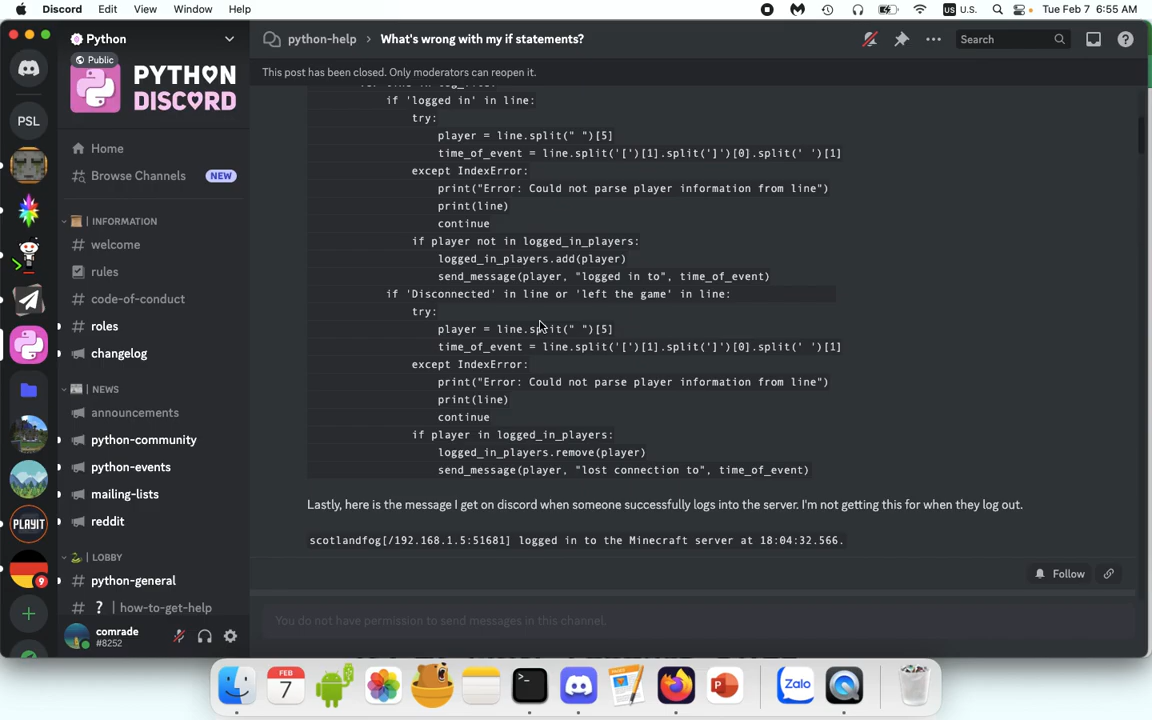 Discord Edit View Window Help
US U.S. Tue Feb 7 6:55 AM
Python
Public
PYTHON
DISCORD
PSL
Home
Browse Channels NEW
INFORMATION
# welcome
rules
# code-of-conduct
roles
changelog
NEWS
announcements
python-community
python-events
mailing-lists
reddit
LOBBY
# python-general
# ? | how-to-get-help
PLAYIT
9
comrade
#8252
python-help › What's wrong with my if statements?
Search
This post has been closed. Only moderators can reopen it.
if 'logged in' in line:
try:
player = line.split(" ")[5]
time_of_event = line.split('[')[1].split(']')[0].split(' ')[1]
except IndexError:
print("Error: Could not parse player information from line")
print(line)
continue
if player not in logged_in_players:
logged_in_players.add(player)
send_message(player, "logged in to", time_of_event)
if 'Disconnected' in line or 'left the game' in line:
try:
player = line.split(" ")[5]
time_of_event = line.split('[')[1].split(']')[0].split(' ')[1]
except IndexError:
print("Error: Could not parse player information from line")
print(line)
continue
if player in logged_in_players:
logged_in_players.remove(player)
send_message(player, "lost connection to", time_of_event)
Lastly, here is the message I get on discord when someone successfully logs into the server. I'm not getting this for when they log out.
scotlandfog[/192.168.1.5:51681] logged in to the Minecraft server at 18:04:32.566.
Follow
You do not have permission to send messages in this channel.
FEB
7
Zalo